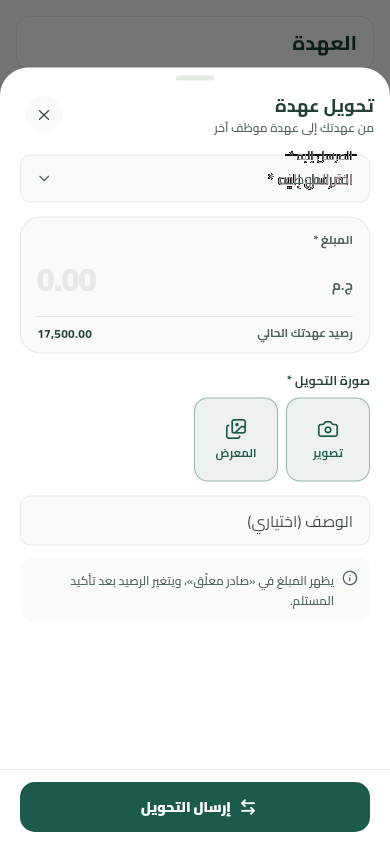 العهدة
تحويل عهدة
من عهدتك إلى عهدة موظف آخر
المبلغ *
0.00
ج.م
رصيد عهدتك الحالي
17,500.00
صورة التحويل *
تصوير
المعرض
الوصف (اختياري)
يظهر المبلغ في «صادر معلّق»، ويتغير الرصيد بعد تأكيد
المستلم.
إرسال التحويل